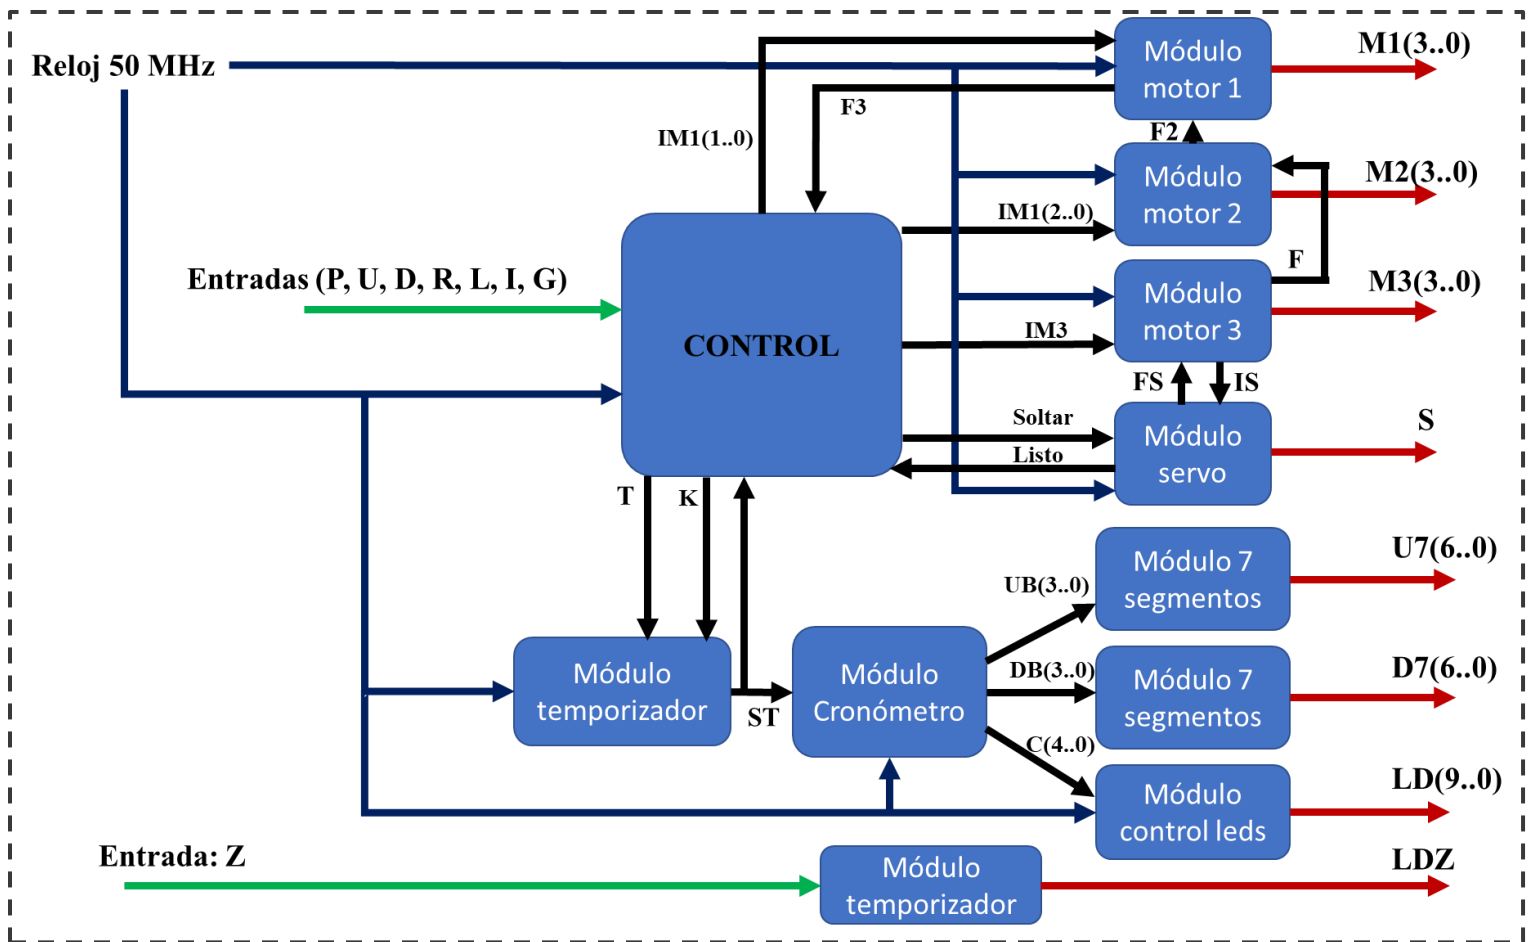 Reloj 50 MHz
IM1(1..0)
F3
Módulo
motor 1
M1(3..0)
F2
Módulo
motor 2
M2(3..0)
IM1(2..0)
F
Entradas (P, U, D, R, L, I, G)
CONTROL
Módulo
motor 3
M3(3..0)
IM3
FS
IS
Soltar
Listo
Módulo
servo
S
T
K
Módulo
temporizador
ST
Módulo
Cronómetro
UB(3..0)
DB(3..0)
C(4..0)
Módulo 7
segmentos
U7(6..0)
Módulo 7
segmentos
D7(6..0)
Módulo
control leds
LD(9..0)
Entrada: Z
Módulo
temporizador
LDZ